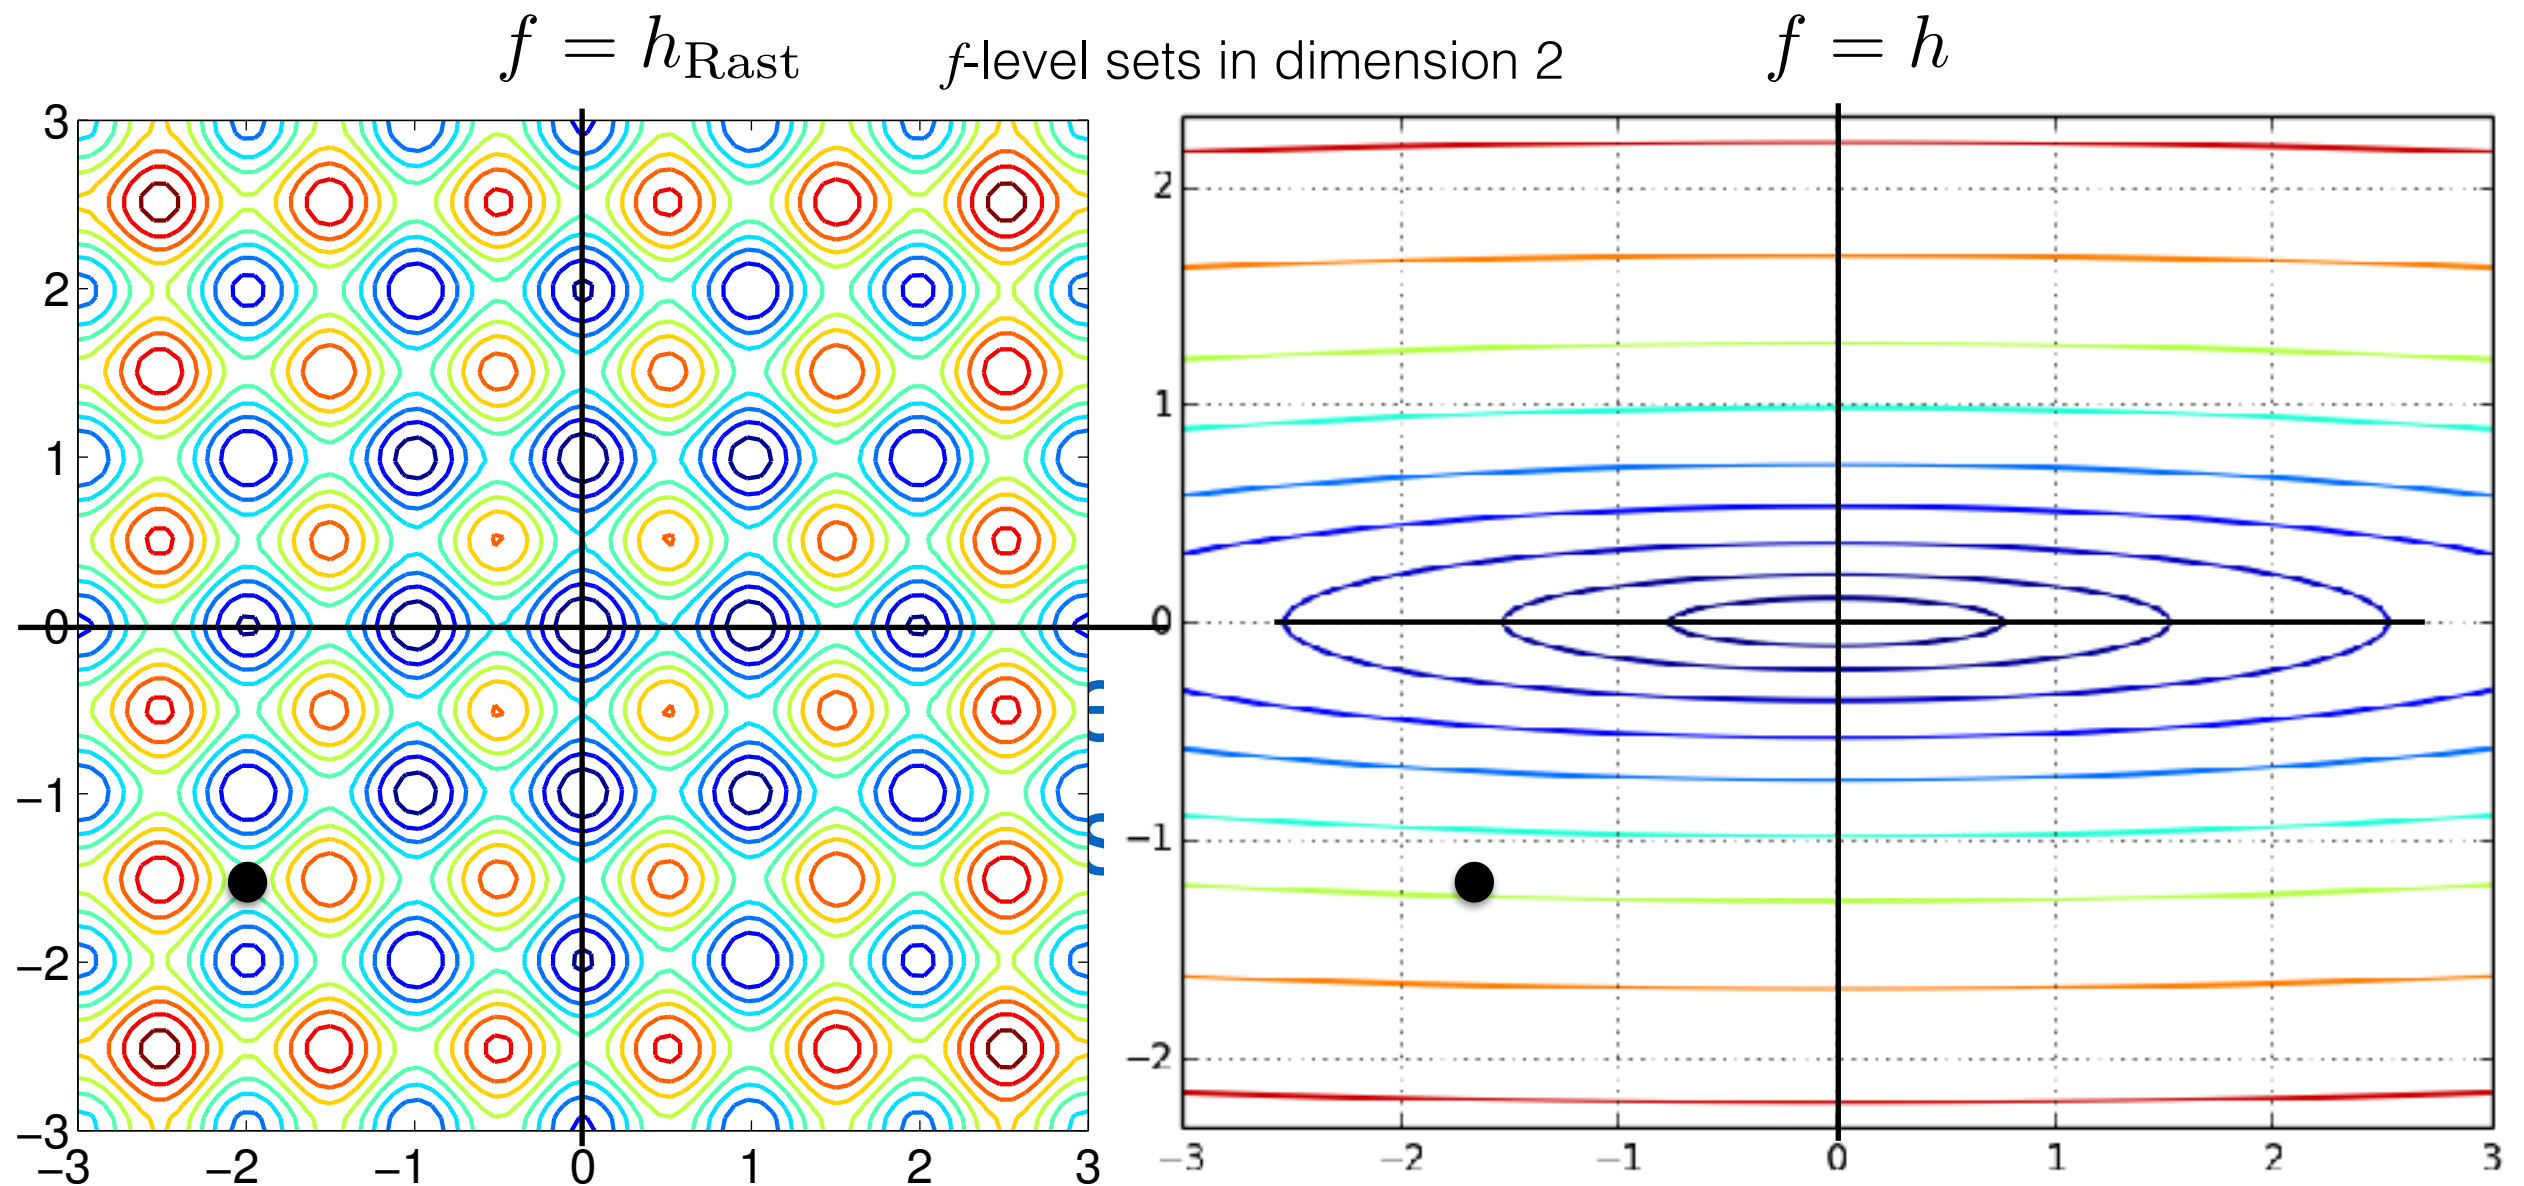 f = h_Rast
f-level sets in dimension 2
f = h
3
2
1
0
−1
−2
−3
−3 −2 −1 0 1 2 3
2
1
0
−1
−2
−3 −2 −1 0 1 2 3